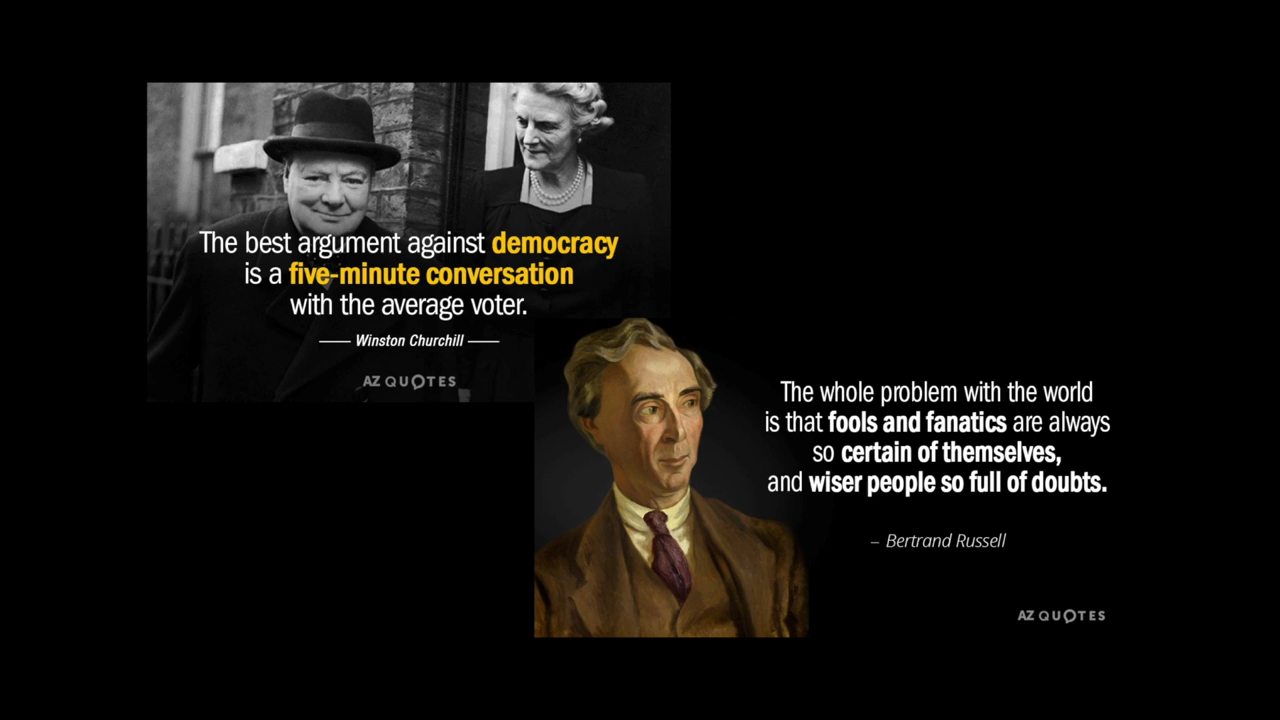 The best argument against democracy
is a five-minute conversation
with the average voter.
Winston Churchill
AZ QUOTES
The whole problem with the world
is that fools and fanatics are always
so certain of themselves,
and wiser people so full of doubts.
– Bertrand Russell
AZ QUOTES